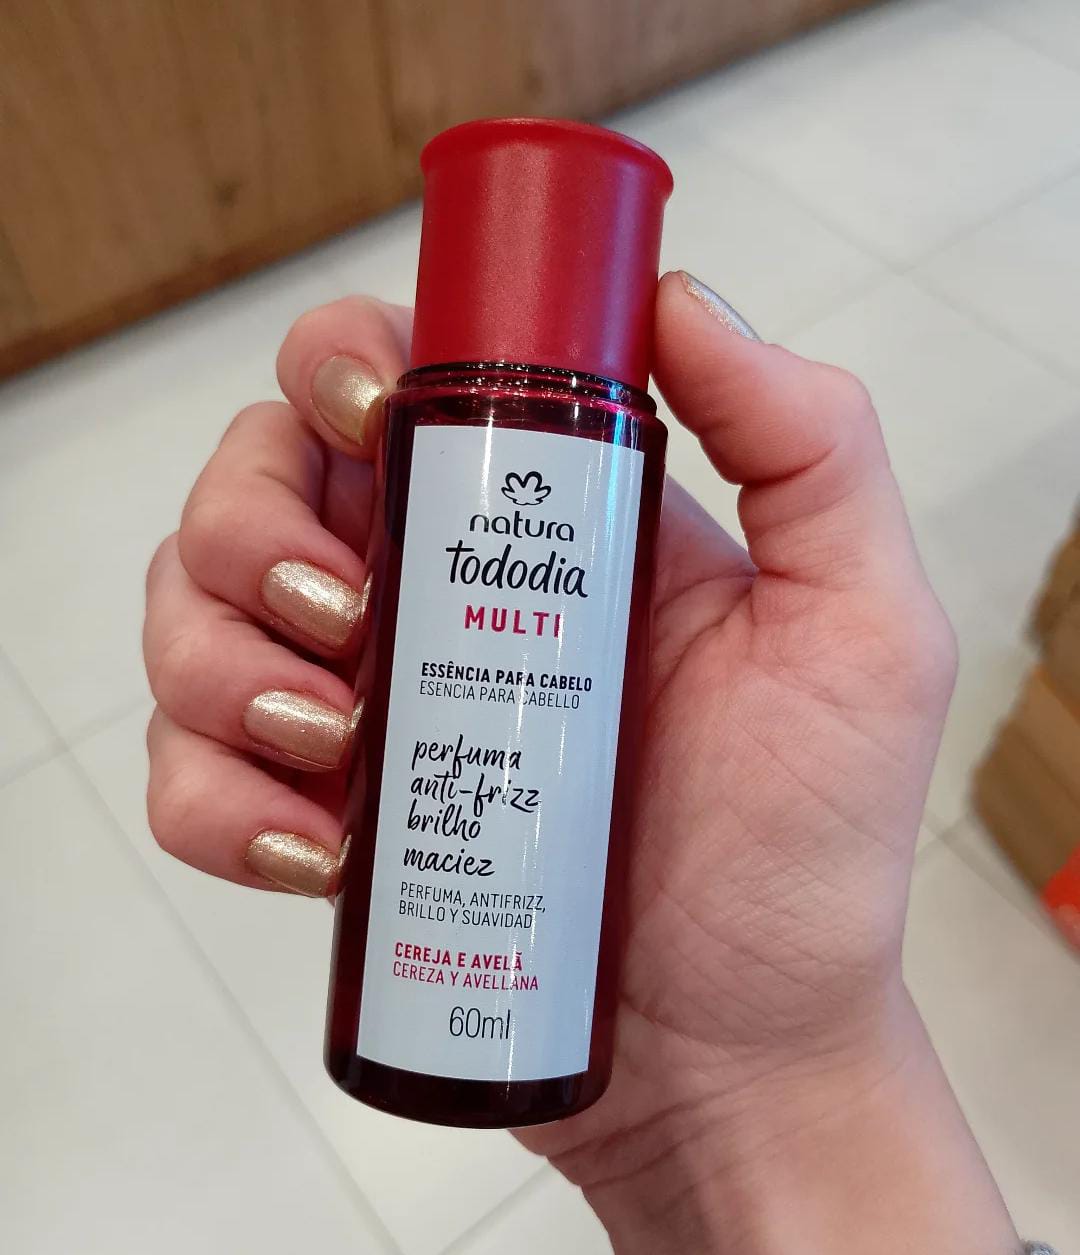 natura
tododia
MULTI
ESSÊNCIA PARA CABELO
ESENCIA PARA CABELLO
perfuma
anti-frizz
brilho
maciez
PERFUMA, ANTIFRIZZ,
BRILLO Y SUAVIDAD
CEREJA E AVELÃ
CEREZA Y AVELLANA
60ml